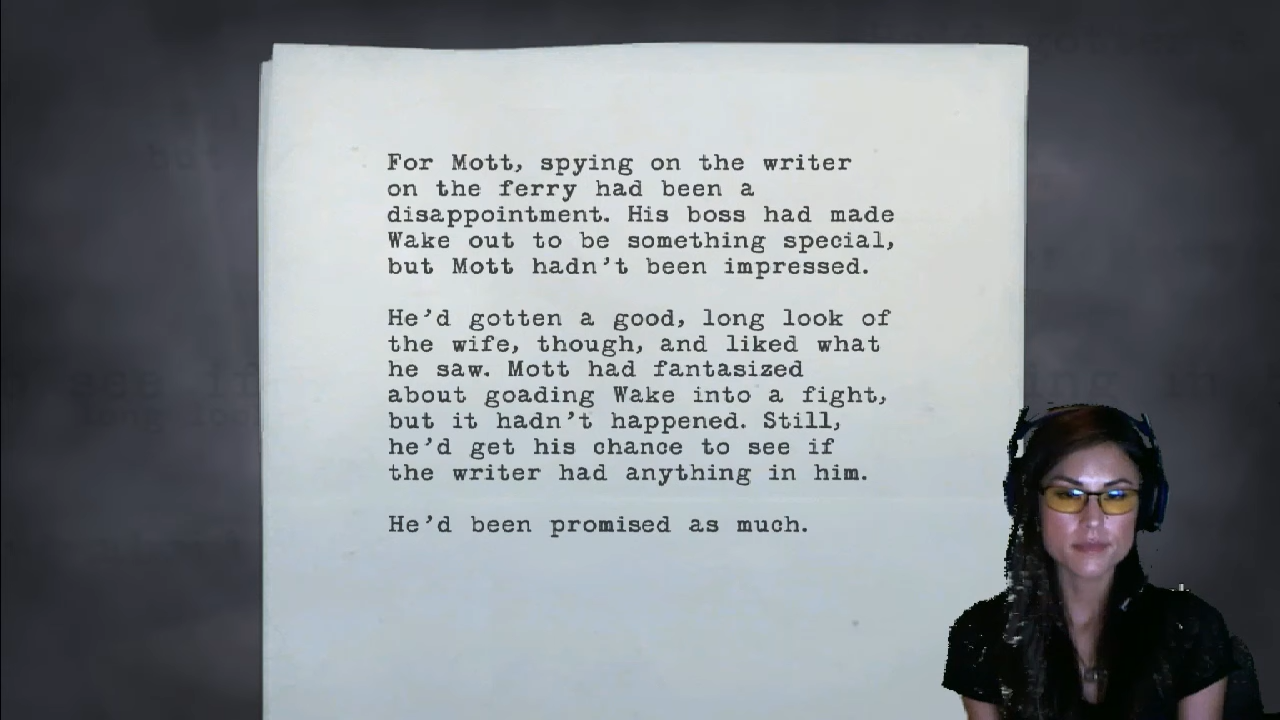 For Mott, spying on the writer
on the ferry had been a
disappointment. His boss had made
Wake out to be something special,
but Mott hadn't been impressed.
He'd gotten a good, long look of
the wife, though, and liked what
he saw. Mott had fantasized
about goading Wake into a fight,
but it hadn't happened. Still,
he'd get his chance to see if
the writer had anything in him.
He'd been promised as much.